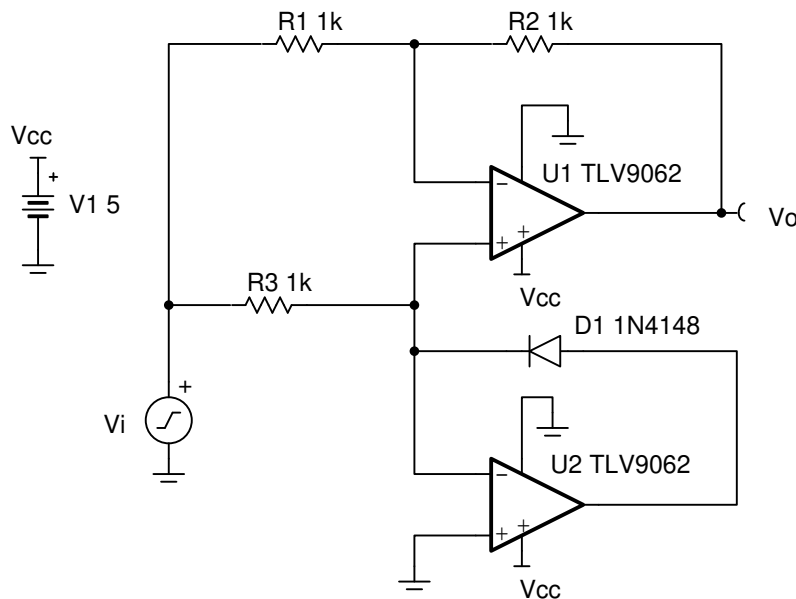 R1 1k
R2 1k
Vcc
+
V1 5
U1 TLV9062
−
+
+
Vcc
Vo
R3 1k
D1 1N4148
+
Vi
U2 TLV9062
−
+
+
Vcc